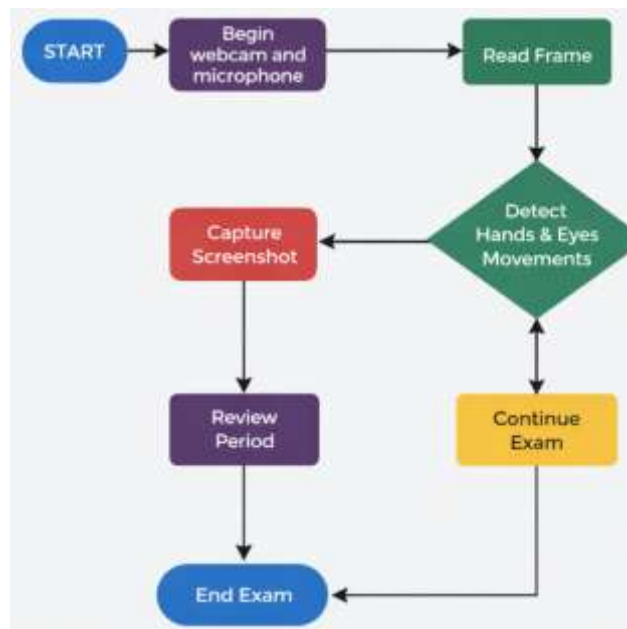 START
Begin
webcam and
microphone
Read Frame
Detect
Hands & Eyes
Movements
Capture
Screenshot
Review
Period
Continue
Exam
End Exam